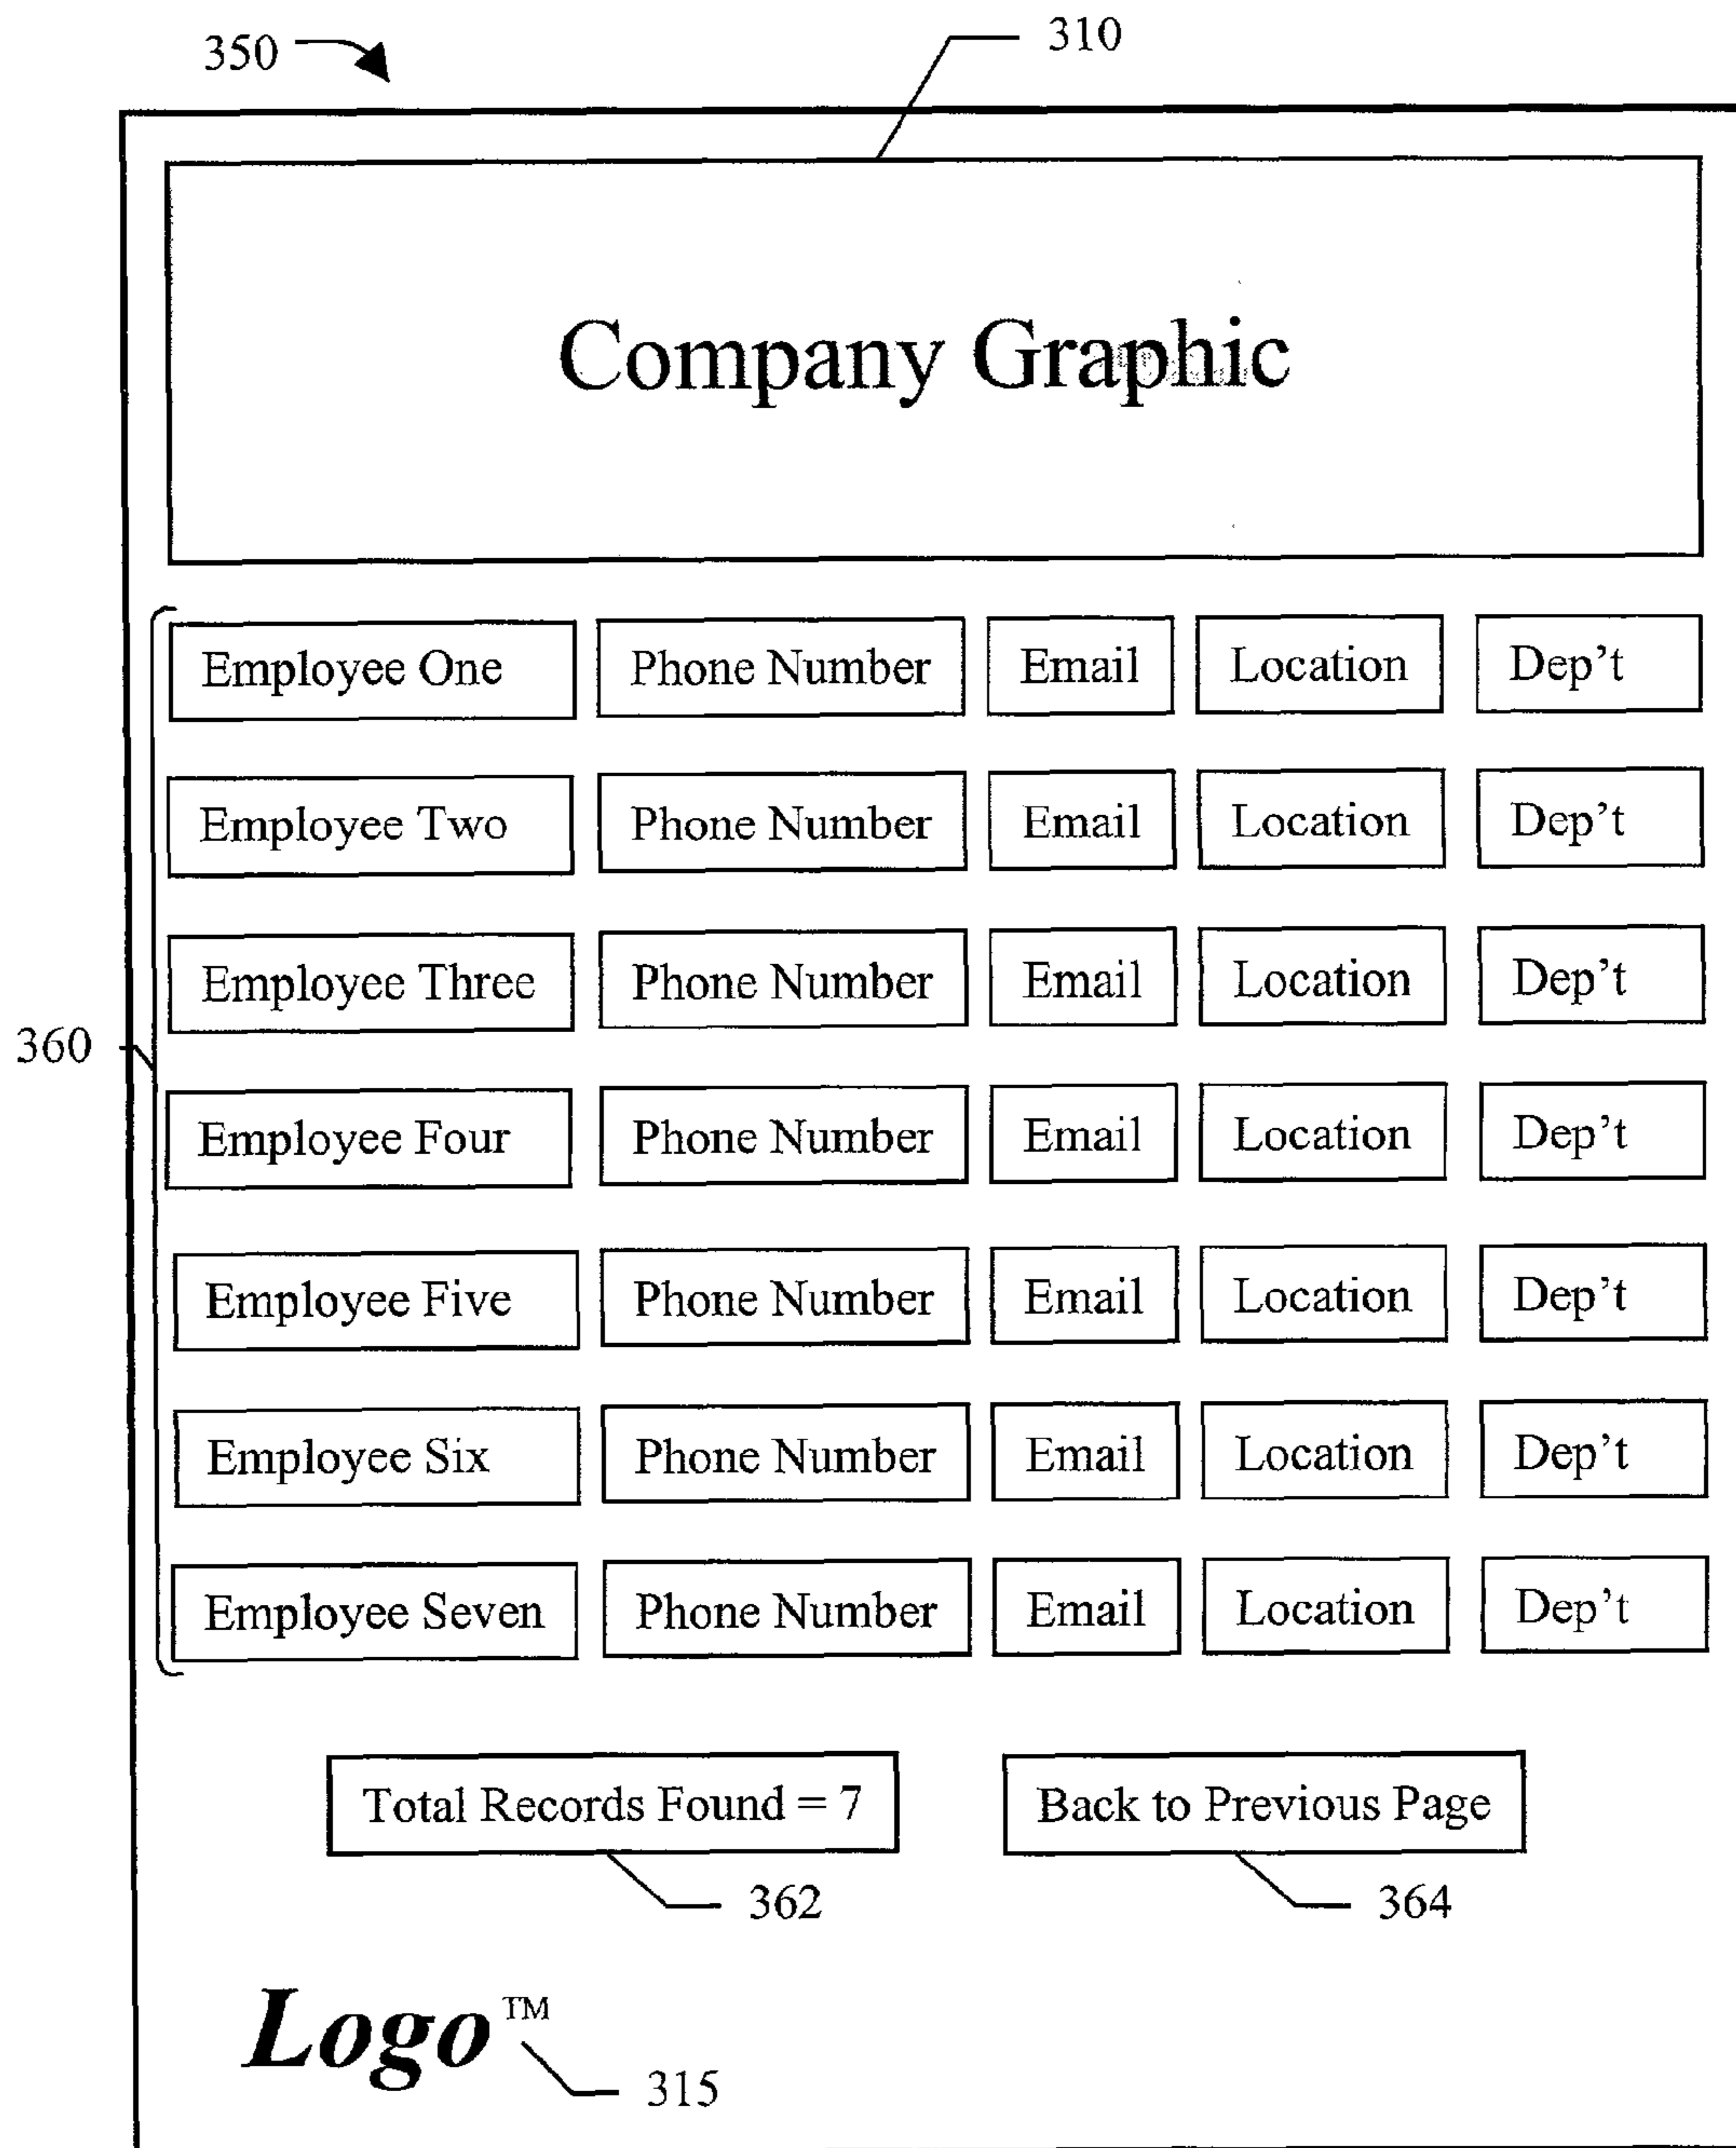 350 310
Company Graphic
Employee One Phone Number Email Location Dep't
Employee Two Phone Number Email Location Dep't
Employee Three Phone Number Email Location Dep't
360
Employee Four Phone Number Email Location Dep't
Employee Five Phone Number Email Location Dep't
Employee Six Phone Number Email Location Dep't
Employee Seven Phone Number Email Location Dep't
Total Records Found = 7 Back to Previous Page
362 364
Logo™
315